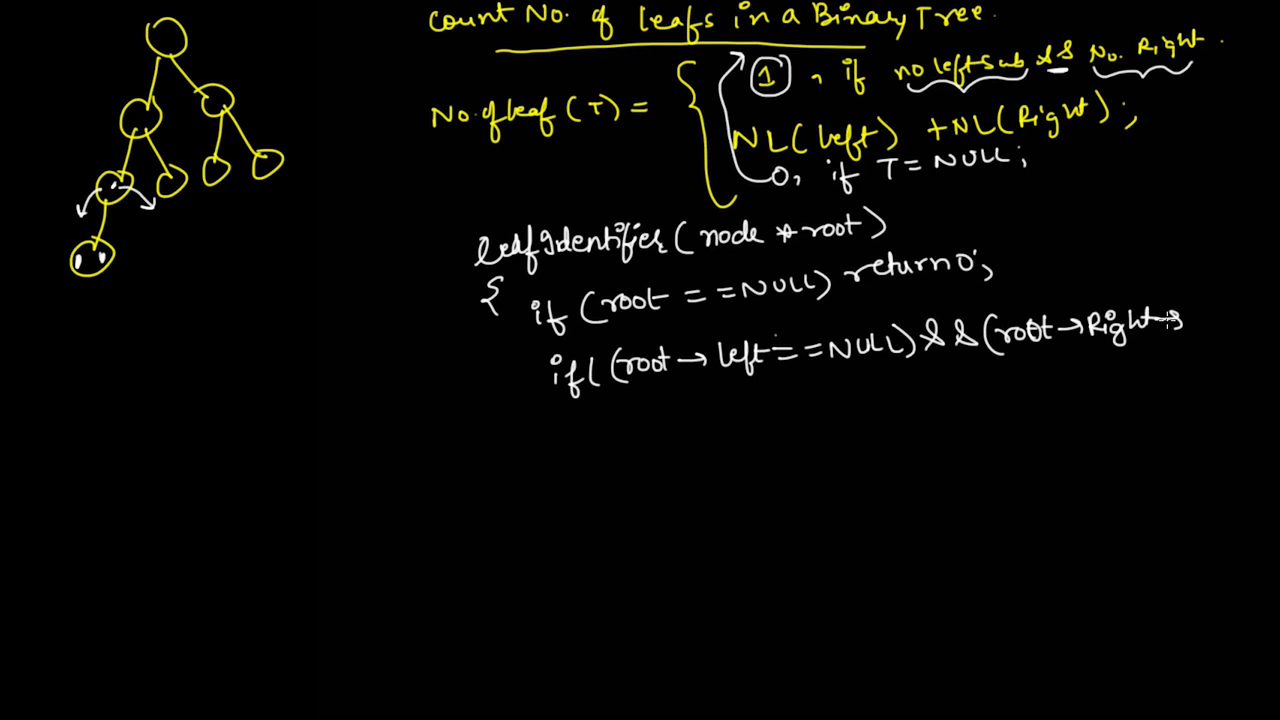 Count No. of leafs in a Binary Tree.
No. of leaf (T) = { 1, if no left sub && No. Right.
NL(left) + NL(Right);
0, if T = NULL;
leafIdentifier(node *root)
{ if (root == NULL) return 0;
if( (root → left == NULL) && (root → Right →